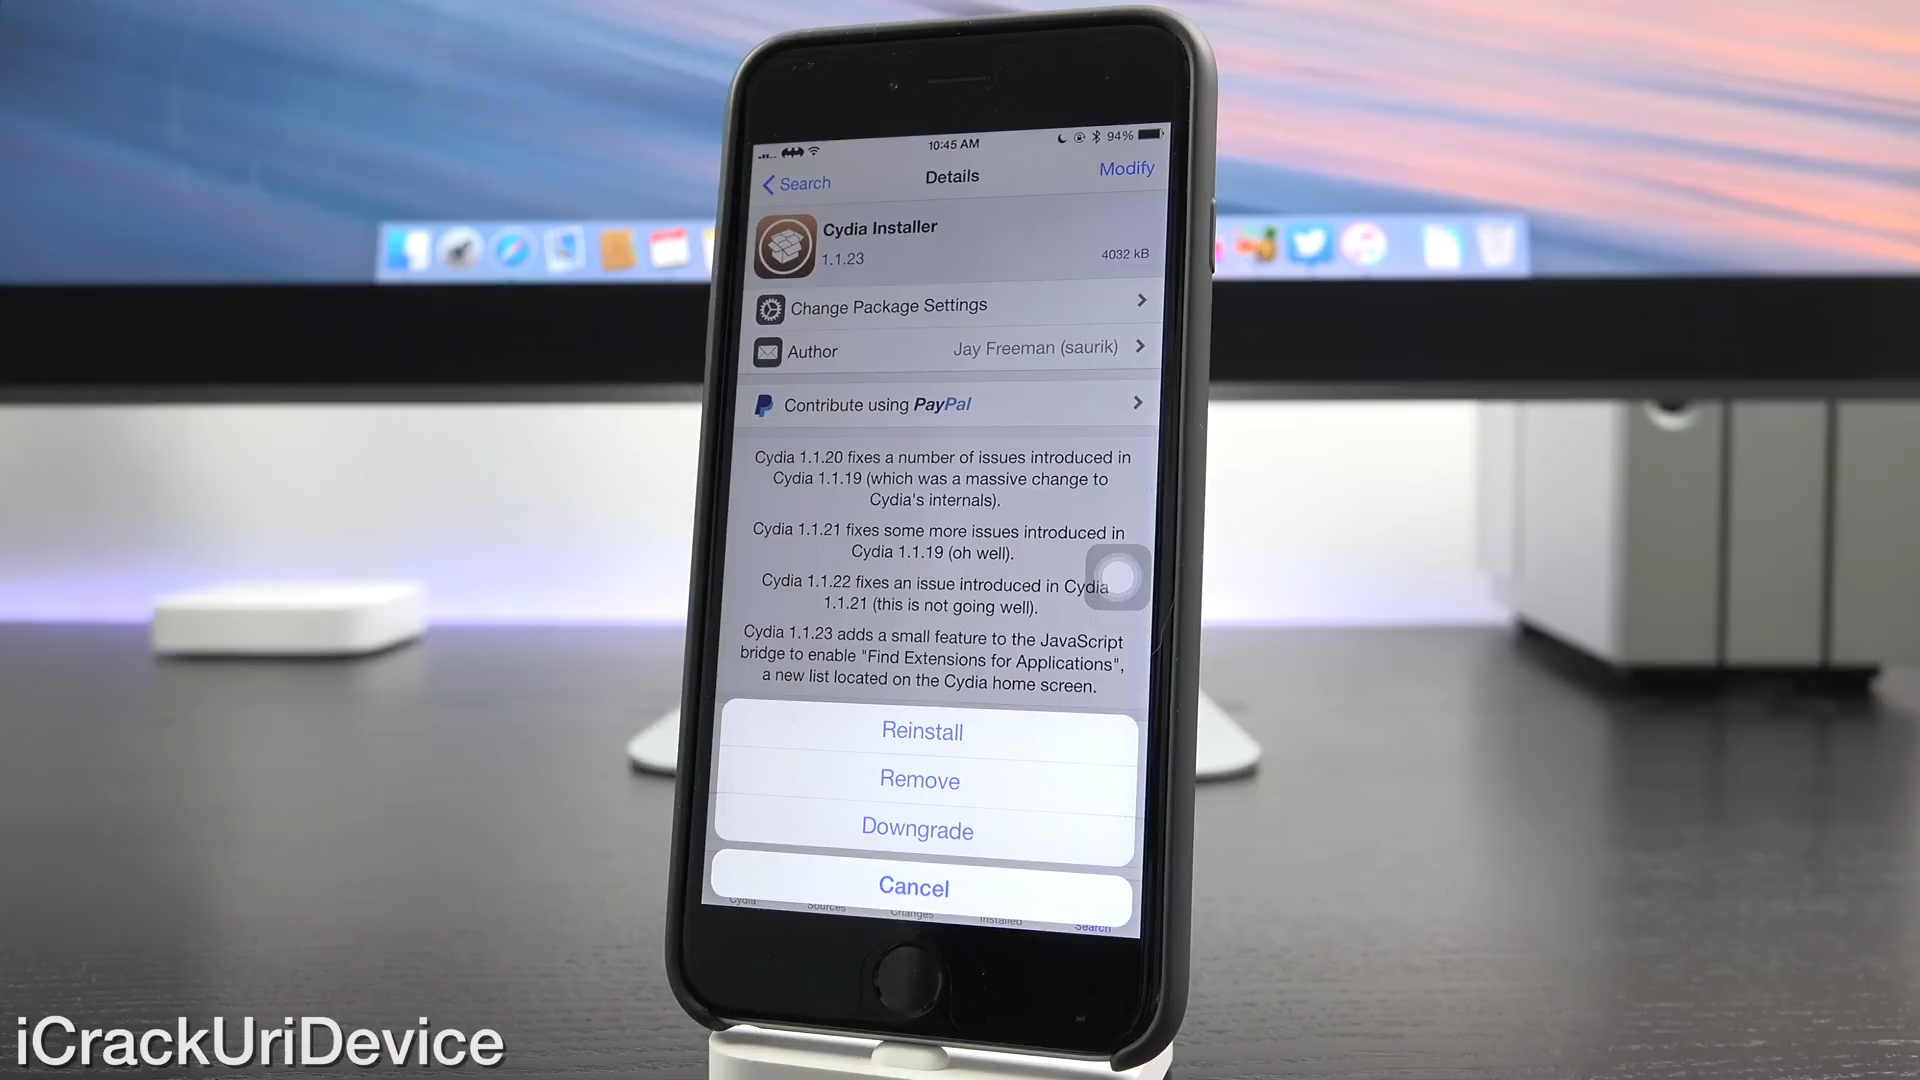 10:45 AM
94%
Search
Details
Modify
Cydia Installer
1.1.23
4032 kB
Change Package Settings
Author
Jay Freeman (saurik)
Contribute using PayPal
Cydia 1.1.20 fixes a number of issues introduced in
Cydia 1.1.19 (which was a massive change to
Cydia's internals).
Cydia 1.1.21 fixes some more issues introduced in
Cydia 1.1.19 (oh well).
Cydia 1.1.22 fixes an issue introduced in Cydia
1.1.21 (this is not going well).
Cydia 1.1.23 adds a small feature to the JavaScript
bridge to enable "Find Extensions for Applications",
a new list located on the Cydia home screen.
Reinstall
Remove
Downgrade
Cancel
Cydia
Sources
Changes
Installed
Search
iCrackUriDevice